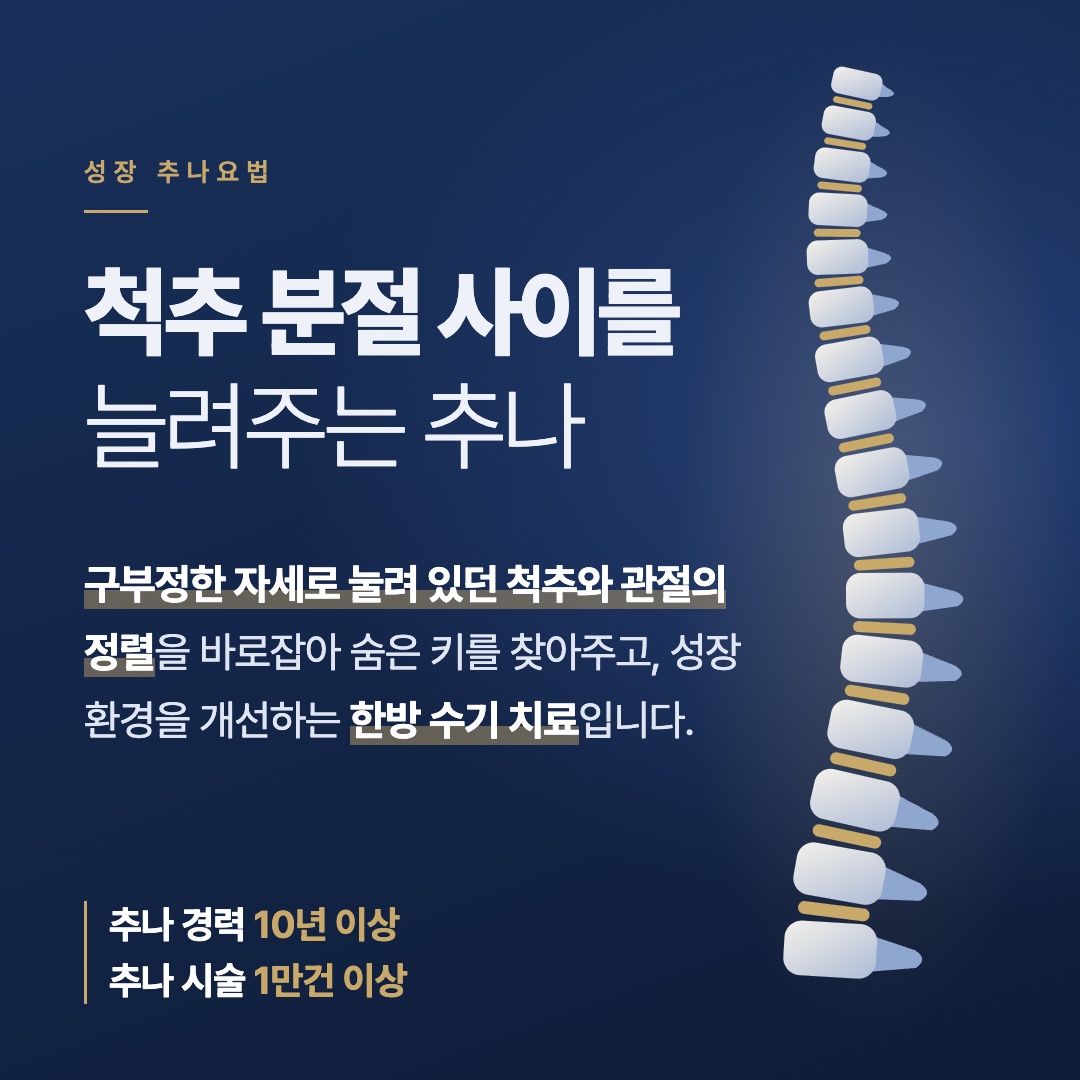 성장 추나요법
척추 분절 사이를
늘려주는 추나
구부정한 자세로 눌려 있던 척추와 관절의
정렬을 바로잡아 숨은 키를 찾아주고, 성장
환경을 개선하는 한방 수기 치료입니다.
추나 경력 10년 이상
추나 시술 1만건 이상